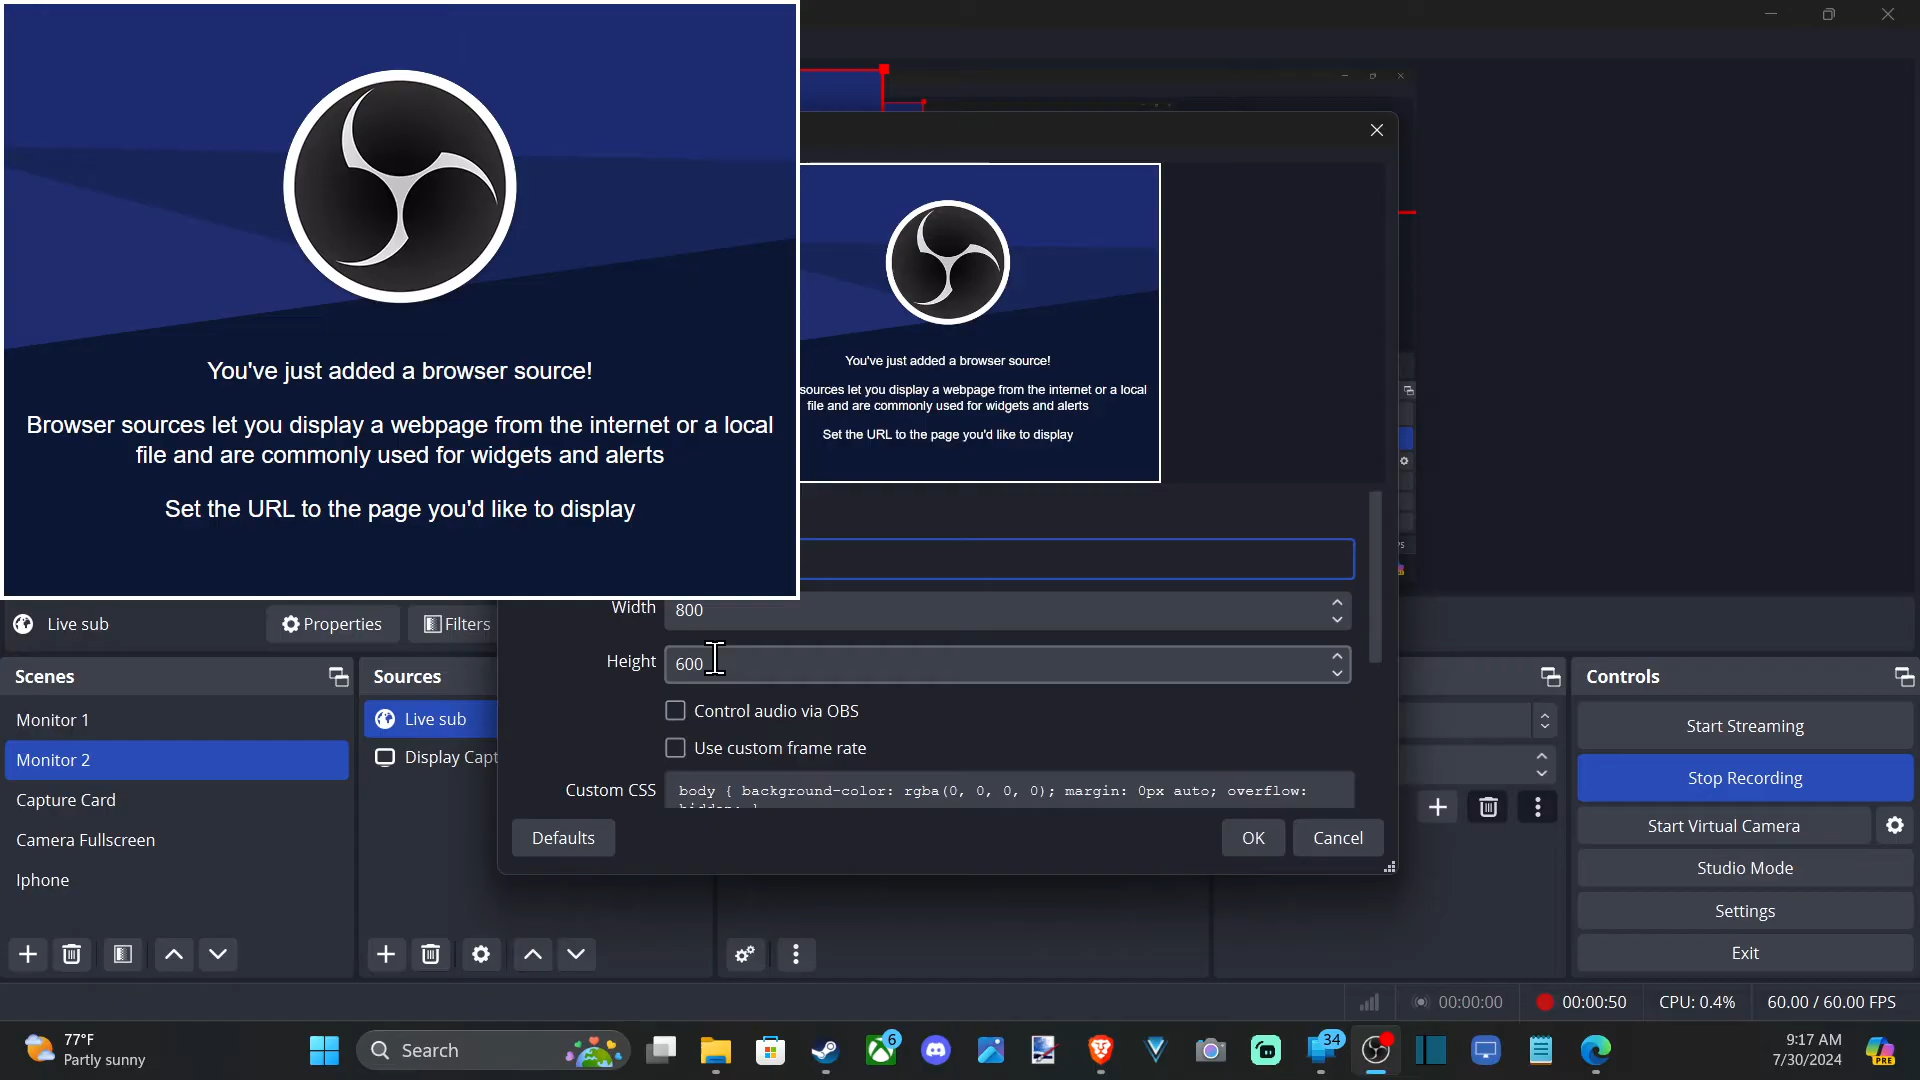 You've just added a browser source!
Browser sources let you display a webpage from the internet or a local
file and are commonly used for widgets and alerts
Set the URL to the page you'd like to display
You've just added a browser source!
sources let you display a webpage from the internet or a local
file and are commonly used for widgets and alerts
Set the URL to the page you'd like to display
Width 800
Height 600
Control audio via OBS
Use custom frame rate
Custom CSS body { background-color: rgba(0, 0, 0, 0); margin: 0px auto; overflow:
Defaults OK Cancel
Live sub Properties Filters
Scenes
Monitor 1
Monitor 2
Capture Card
Camera Fullscreen
Iphone
Sources
Live sub
Display Capt
Controls
Start Streaming
Stop Recording
Start Virtual Camera
Studio Mode
Settings
Exit
00:00:00 00:00:50 CPU: 0.4% 60.00 / 60.00 FPS
77°F
Partly sunny
Search
6
34
9:17 AM
7/30/2024
PRE